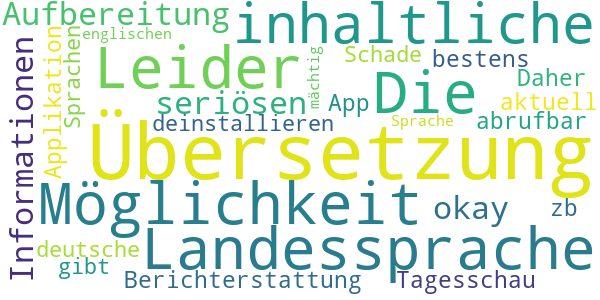 Aufbereitung
englischen
inhaltliche
Informationen
Applikation
Sprachen
Leider
mächtig
Schade
bestens
Die
Daher
seriösen
App
aktuell
deinstallieren
Sprache
abrufbar
Übersetzung
Möglichkeit
okay
zb
Landessprache
deutsche
gibt
Berichterstattung
Tagesschau